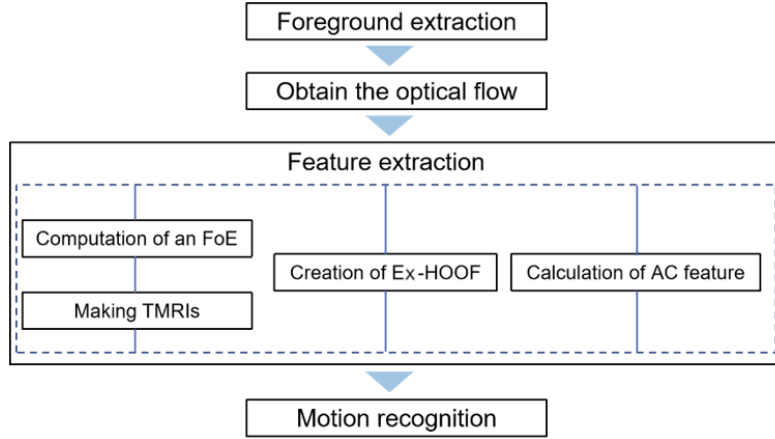 Foreground extraction
Obtain the optical flow
Feature extraction
Computation of an FoE
Making TMRIs
Creation of Ex-HOOF
Calculation of AC feature
Motion recognition